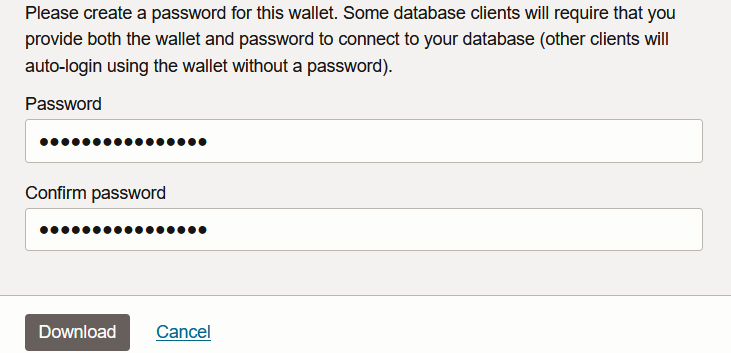 Please create a password for this wallet. Some database clients will require that you
provide both the wallet and password to connect to your database (other clients will
auto-login using the wallet without a password).
Password
●●●●●●●●●●●●●●●●
Confirm password
●●●●●●●●●●●●●●●●
Download
Cancel